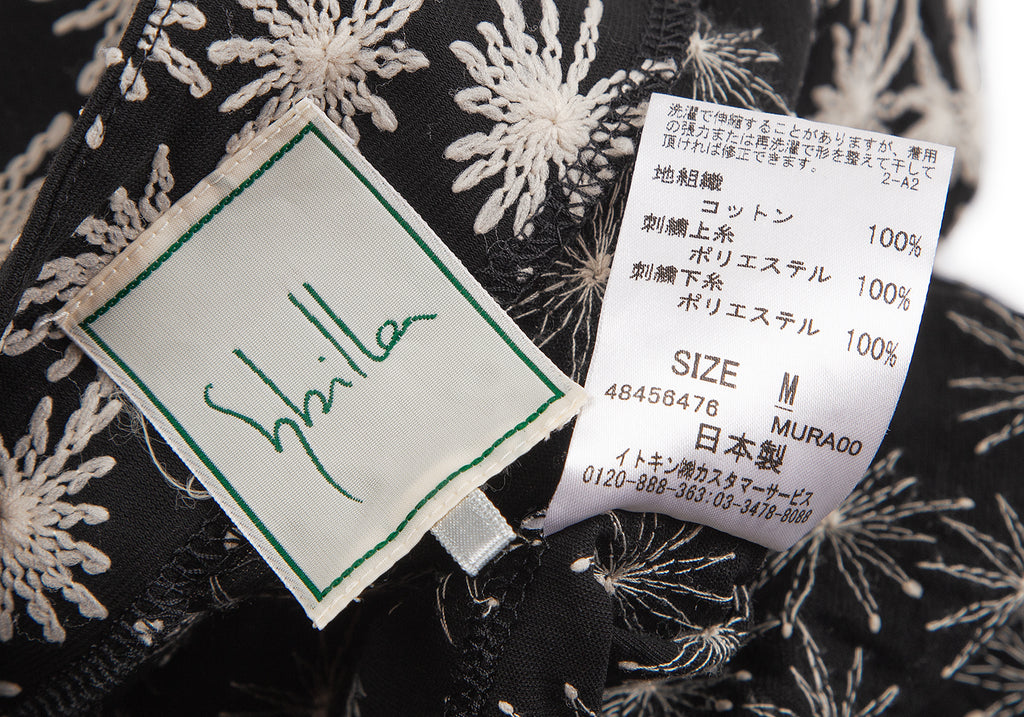 Sybilla
洗濯で伸縮することがありますが、着用
の張力または再洗濯で形を整えて干して
頂ければ修正できます。
2-A2
地組織
コットン 100%
刺繍上糸
ポリエステル 100%
刺繍下糸
ポリエステル 100%
SIZE M
48456476 MURA00
日本製
イトキン㈱カスタマーサービス
0120-888-363:03-3478-8088